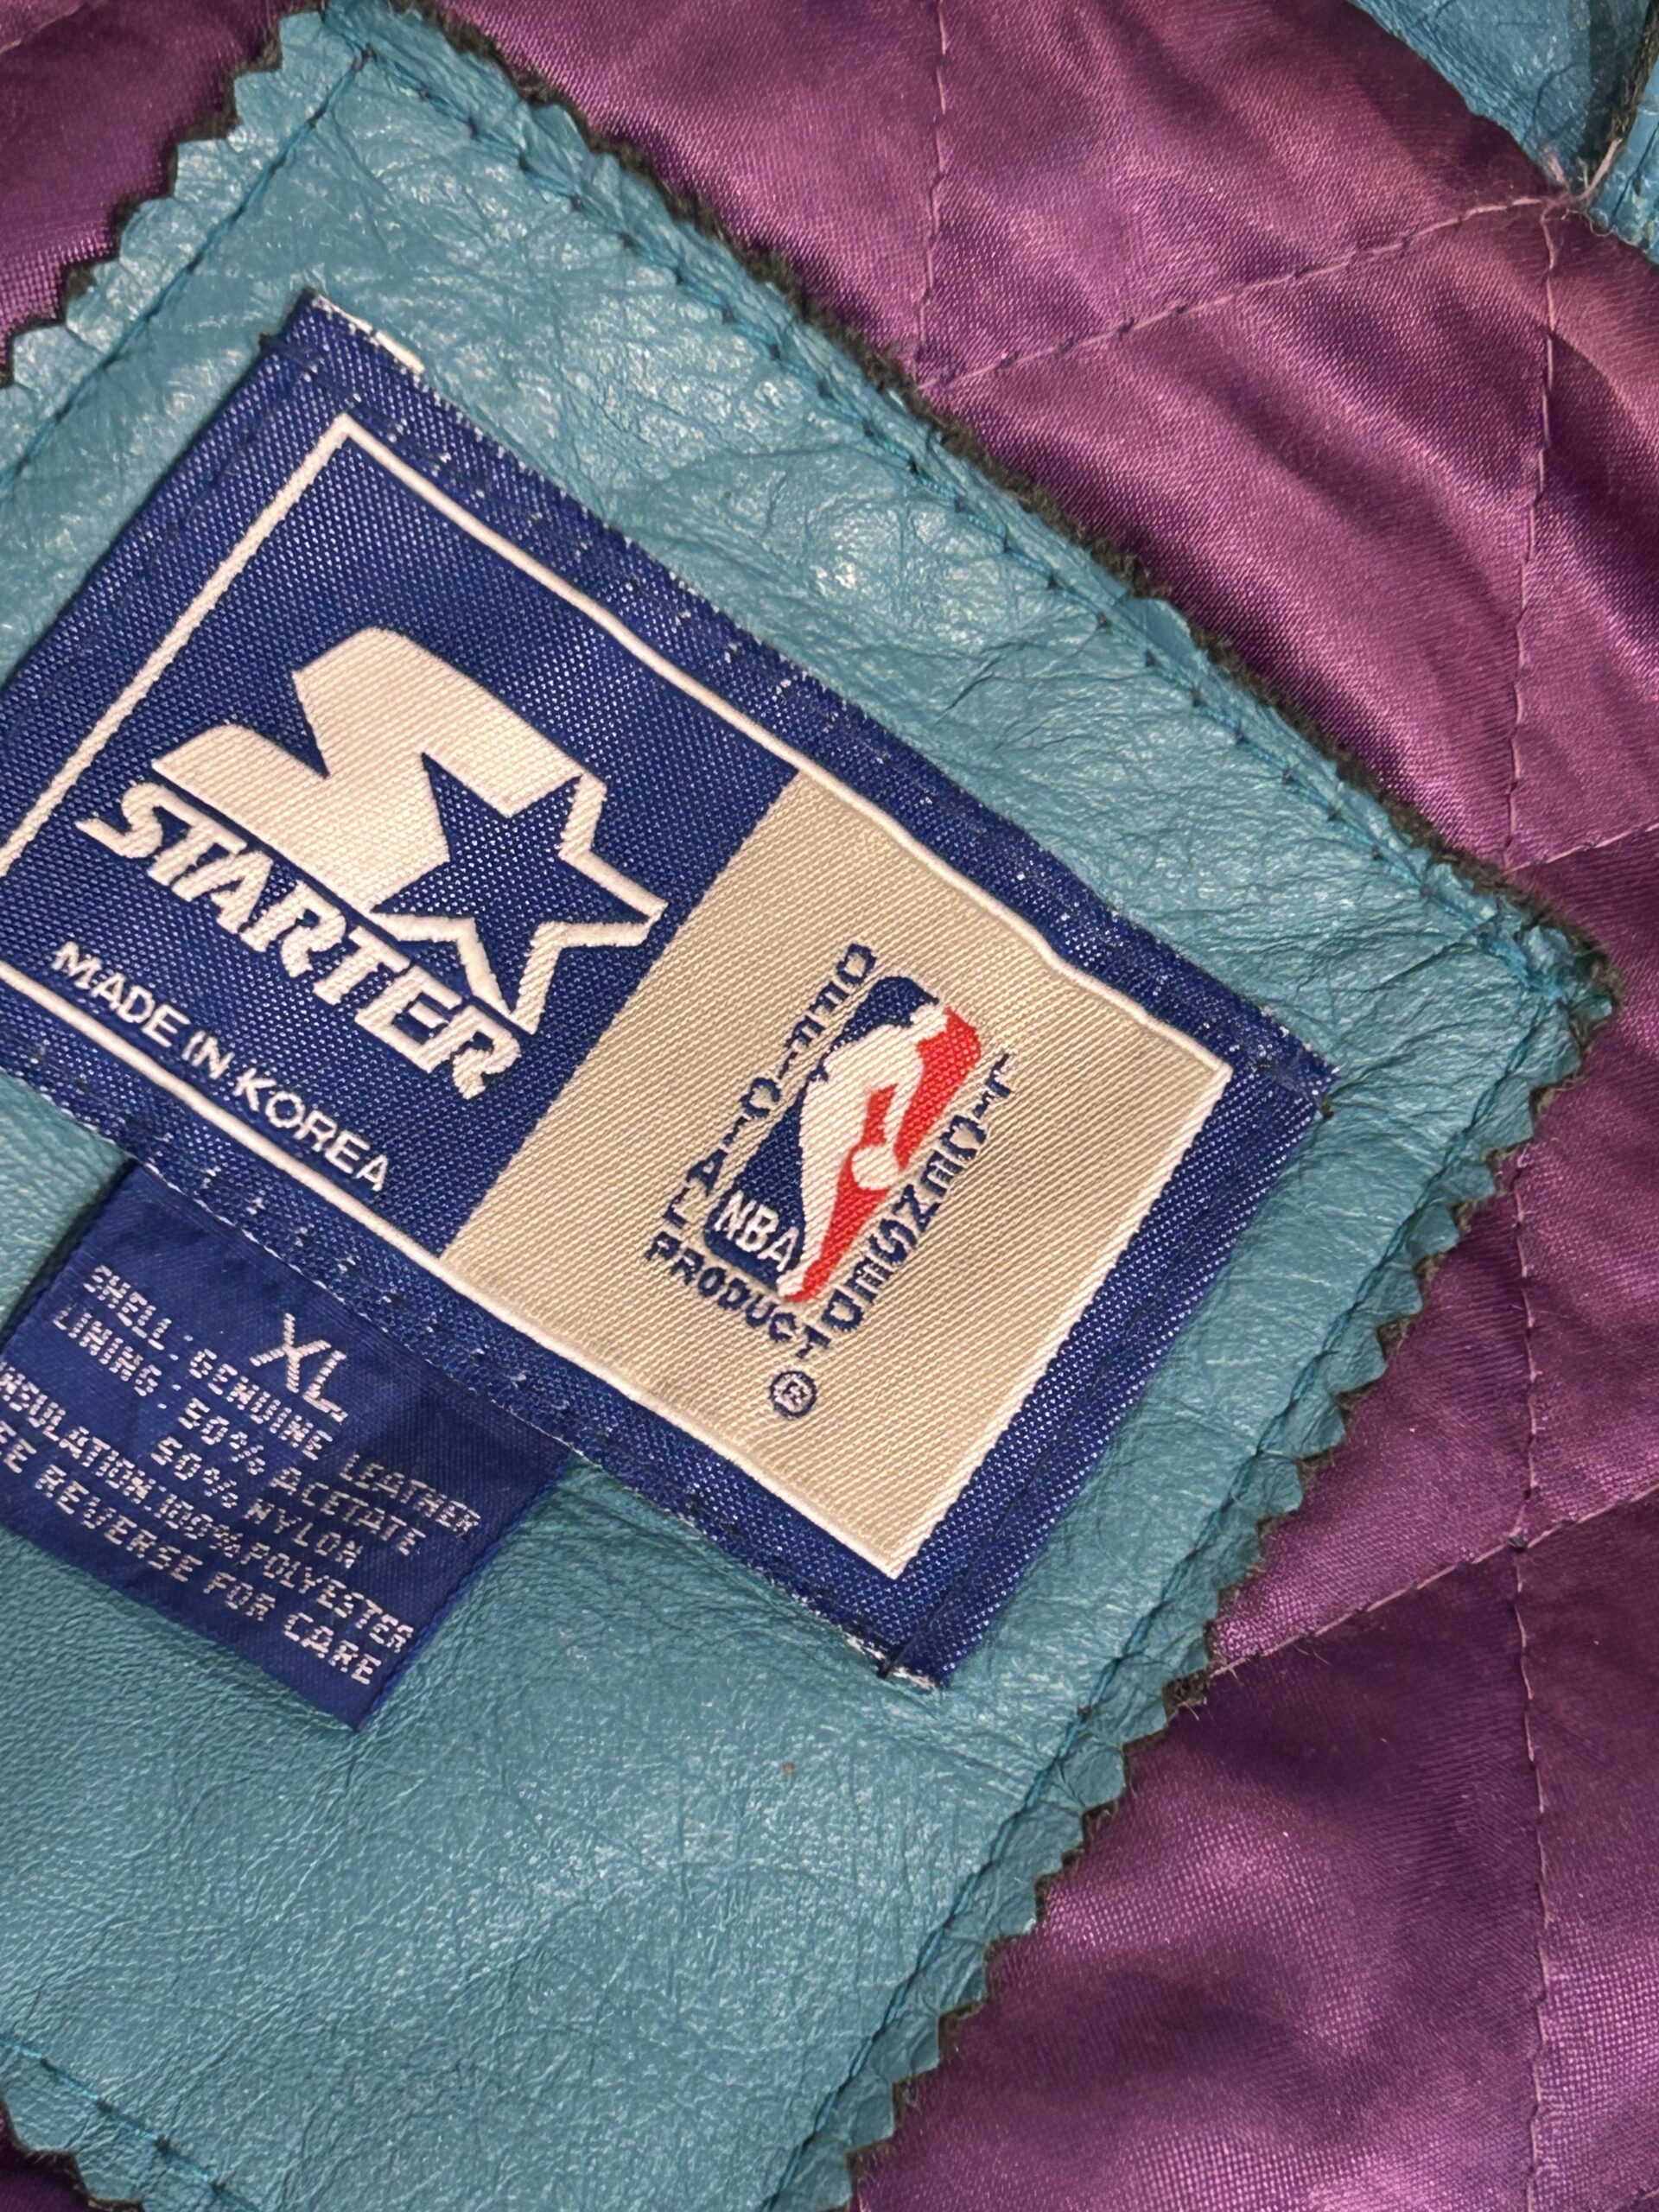 STARTER
MADE IN KOREA
OFFICIAL
LICENSED
PRODUCT
NBA
®
XL
SHELL: GENUINE LEATHER
LINING: 50% ACETATE
50% NYLON
INSULATION:100%POLYESTER
SEE REVERSE FOR CARE